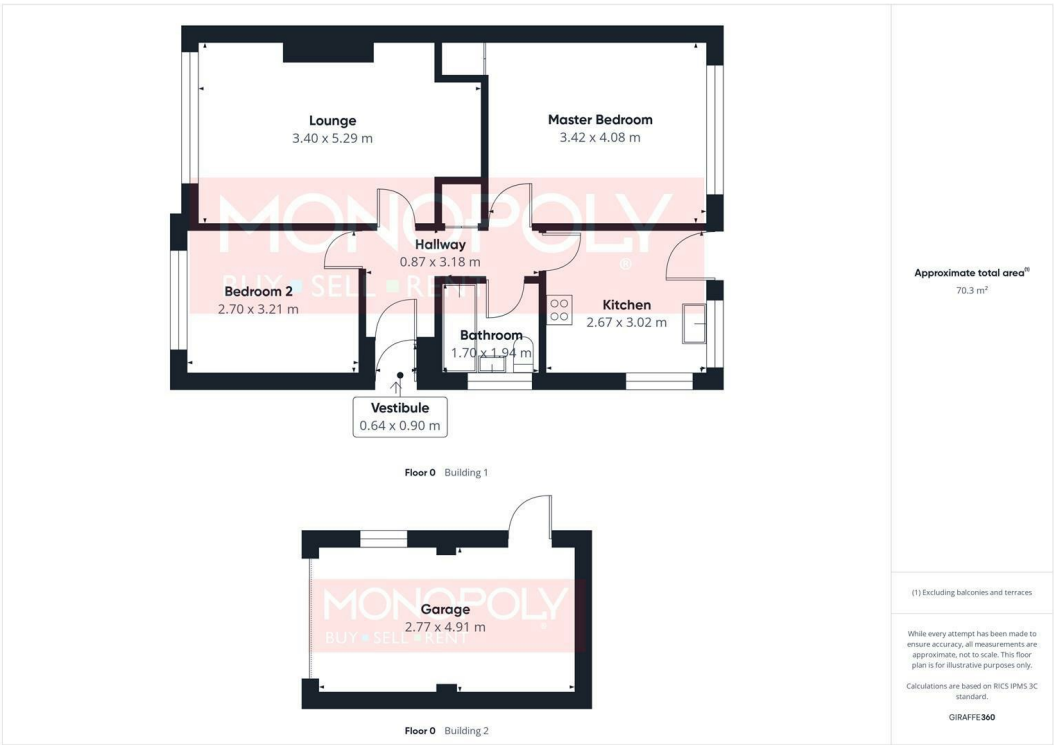 Lounge
3.40 x 5.29 m
Master Bedroom
3.42 x 4.08 m
MONOPOLY
®
BUY SELL RENT
Hallway
0.87 x 3.18 m
Bedroom 2
2.70 x 3.21 m
Kitchen
2.67 x 3.02 m
Bathroom
1.70 x 1.94 m
Vestibule
0.64 x 0.90 m
Floor 0 Building 1
MONOPOLY
®
BUY SELL RENT
Garage
2.77 x 4.91 m
Floor 0 Building 2
Approximate total area(1)
70.3 m²
(1) Excluding balconies and terraces
While every attempt has been made to
ensure accuracy, all measurements are
approximate, not to scale. This floor
plan is for illustrative purposes only.
Calculations are based on RICS IPMS 3C
standard.
GIRAFFE360